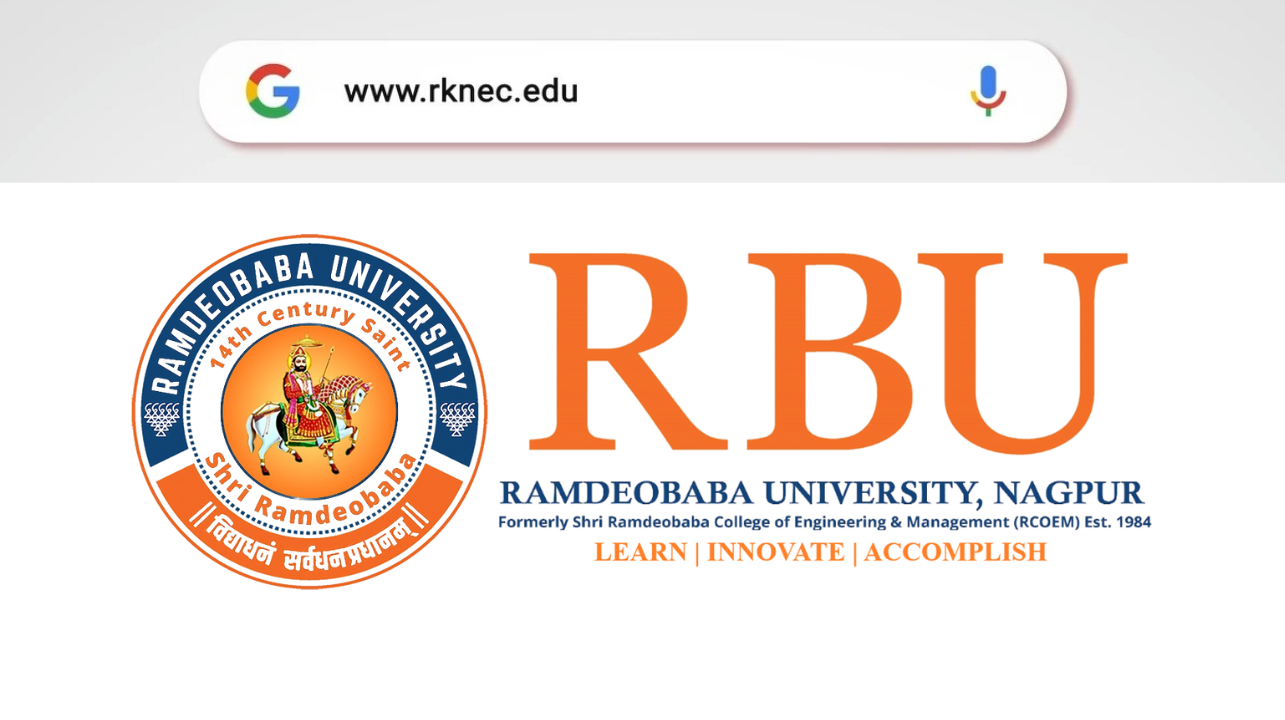 www.rknec.edu
RAMDEOBABA UNIVERSITY
14th Century Saint
Shri Ramdeobaba
|| विद्याधनं सर्वधनप्रधानम् ||
RBU
RAMDEOBABA UNIVERSITY, NAGPUR
Formerly Shri Ramdeobaba College of Engineering & Management (RCOEM) Est. 1984
LEARN | INNOVATE | ACCOMPLISH